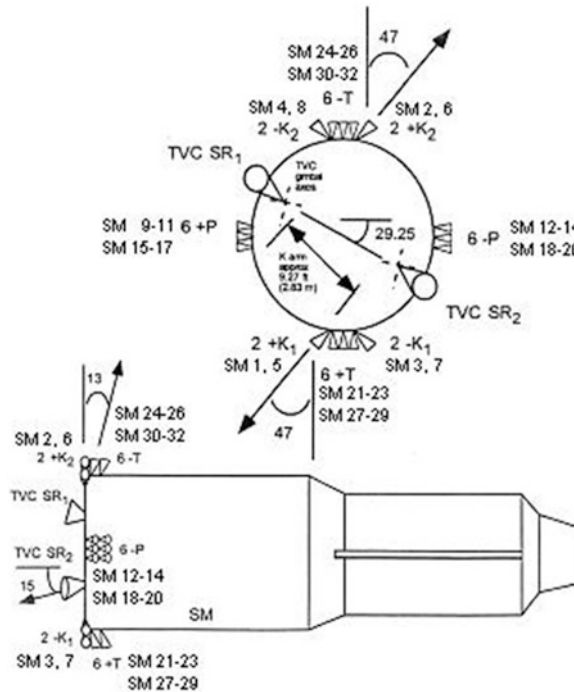 47
SM 24-26
SM 30-32
6 -T
SM 4, 8
2 -K2
SM 2, 6
2 +K2
TVC SR1
TVC
gimbal
axes
SM 9-11 6 +P
SM 15-17
29.25
6 -P
SM 12-14
SM 18-20
K arm
approx
9.27 ft
(2.83 m)
TVC SR2
2 +K1
SM 1, 5
2 -K1
SM 3, 7
6 +T
SM 21-23
SM 27-29
47
13
SM 24-26
SM 30-32
SM 2, 6
2 +K2
6 -T
TVC SR1
TVC SR2
6 -P
15
SM 12-14
SM 18-20
SM
2 -K1
SM 3, 7
6 +T SM 21-23
SM 27-29